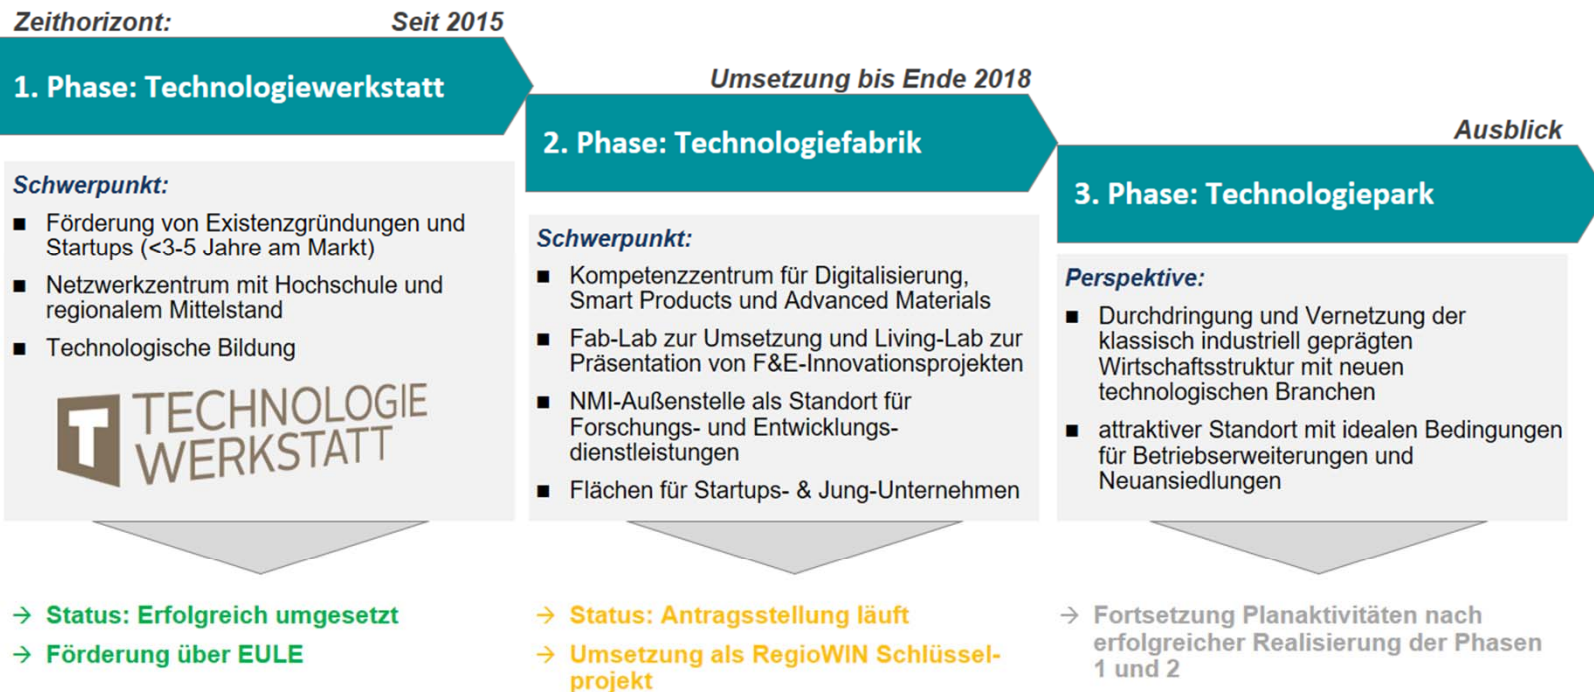 Zeithorizont: Seit 2015
1. Phase: Technologiewerkstatt
Schwerpunkt:
■ Förderung von Existenzgründungen und
Startups (<3-5 Jahre am Markt)
■ Netzwerkzentrum mit Hochschule und
regionalem Mittelstand
■ Technologische Bildung
T TECHNOLOGIE
WERKSTATT
→ Status: Erfolgreich umgesetzt
→ Förderung über EULE
Umsetzung bis Ende 2018
2. Phase: Technologiefabrik
Schwerpunkt:
■ Kompetenzzentrum für Digitalisierung,
Smart Products und Advanced Materials
■ Fab-Lab zur Umsetzung und Living-Lab zur
Präsentation von F&E-Innovationsprojekten
■ NMI-Außenstelle als Standort für
Forschungs- und Entwicklungs-
dienstleistungen
■ Flächen für Startups- & Jung-Unternehmen
→ Status: Antragsstellung läuft
→ Umsetzung als RegioWIN Schlüssel-
projekt
Ausblick
3. Phase: Technologiepark
Perspektive:
■ Durchdringung und Vernetzung der
klassisch industriell geprägten
Wirtschaftsstruktur mit neuen
technologischen Branchen
■ attraktiver Standort mit idealen Bedingungen
für Betriebserweiterungen und
Neuansiedlungen
→ Fortsetzung Planaktivitäten nach
erfolgreicher Realisierung der Phasen
1 und 2